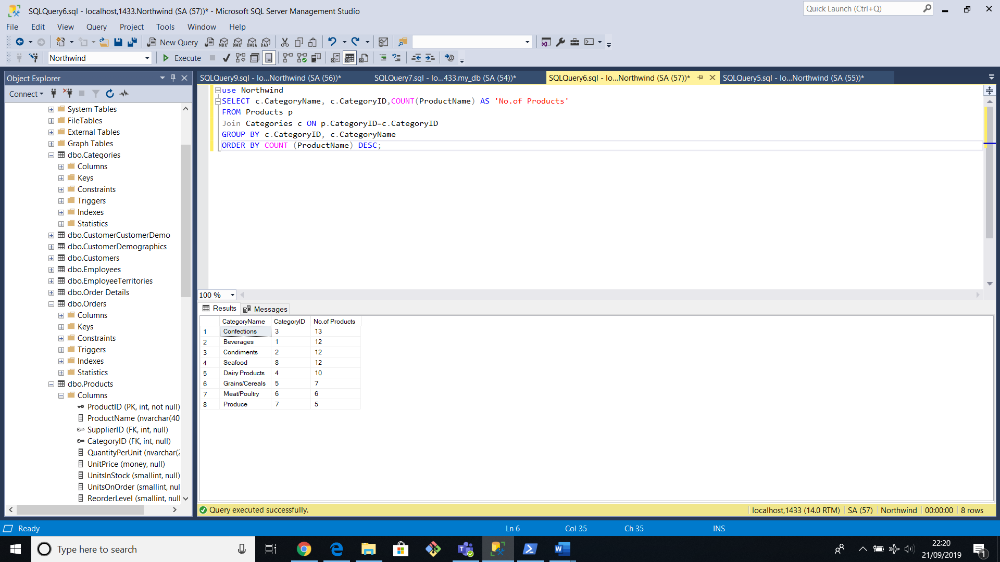 SQLQuery6.sql - localhost,1433.Northwind (SA (57))* - Microsoft SQL Server Management Studio
Quick Launch (Ctrl+Q)
File Edit View Query Project Tools Window Help
New Query MDX DMX XMLA DAX
Northwind Execute
Object Explorer
SQLQuery9.sql - lo...Northwind (SA (56))* SQLQuery7.sql - lo...433.my_db (SA (54))* SQLQuery6.sql - lo...Northwind (SA (57))* SQLQuery5.sql - lo...Northwind (SA (55))*
Connect
System Tables
FileTables
External Tables
Graph Tables
dbo.Categories
Columns
Keys
Constraints
Triggers
Indexes
Statistics
dbo.CustomerCustomerDemo
dbo.CustomerDemographics
dbo.Customers
dbo.Employees
dbo.EmployeeTerritories
dbo.Order Details
dbo.Orders
Columns
Keys
Constraints
Triggers
Indexes
Statistics
dbo.Products
Columns
ProductID (PK, int, not null)
ProductName (nvarchar(40
SupplierID (FK, int, null)
CategoryID (FK, int, null)
QuantityPerUnit (nvarchar(2
UnitPrice (money, null)
UnitsInStock (smallint, null)
UnitsOnOrder (smallint, nul
ReorderLevel (smallint, null
use Northwind
SELECT c.CategoryName, c.CategoryID,COUNT(ProductName) AS 'No.of Products'
FROM Products p
Join Categories c ON p.CategoryID=c.CategoryID
GROUP BY c.CategoryID, c.CategoryName
ORDER BY COUNT (ProductName) DESC;
100 %
Results Messages
CategoryName CategoryID No.of Products
1 Confections 3 13
2 Beverages 1 12
3 Condiments 2 12
4 Seafood 8 12
5 Dairy Products 4 10
6 Grains/Cereals 5 7
7 Meat/Poultry 6 6
8 Produce 7 5
Query executed successfully. localhost,1433 (14.0 RTM) SA (57) Northwind 00:00:00 8 rows
Ready Ln 6 Col 35 Ch 35 INS
Type here to search
22:20
21/09/2019
1